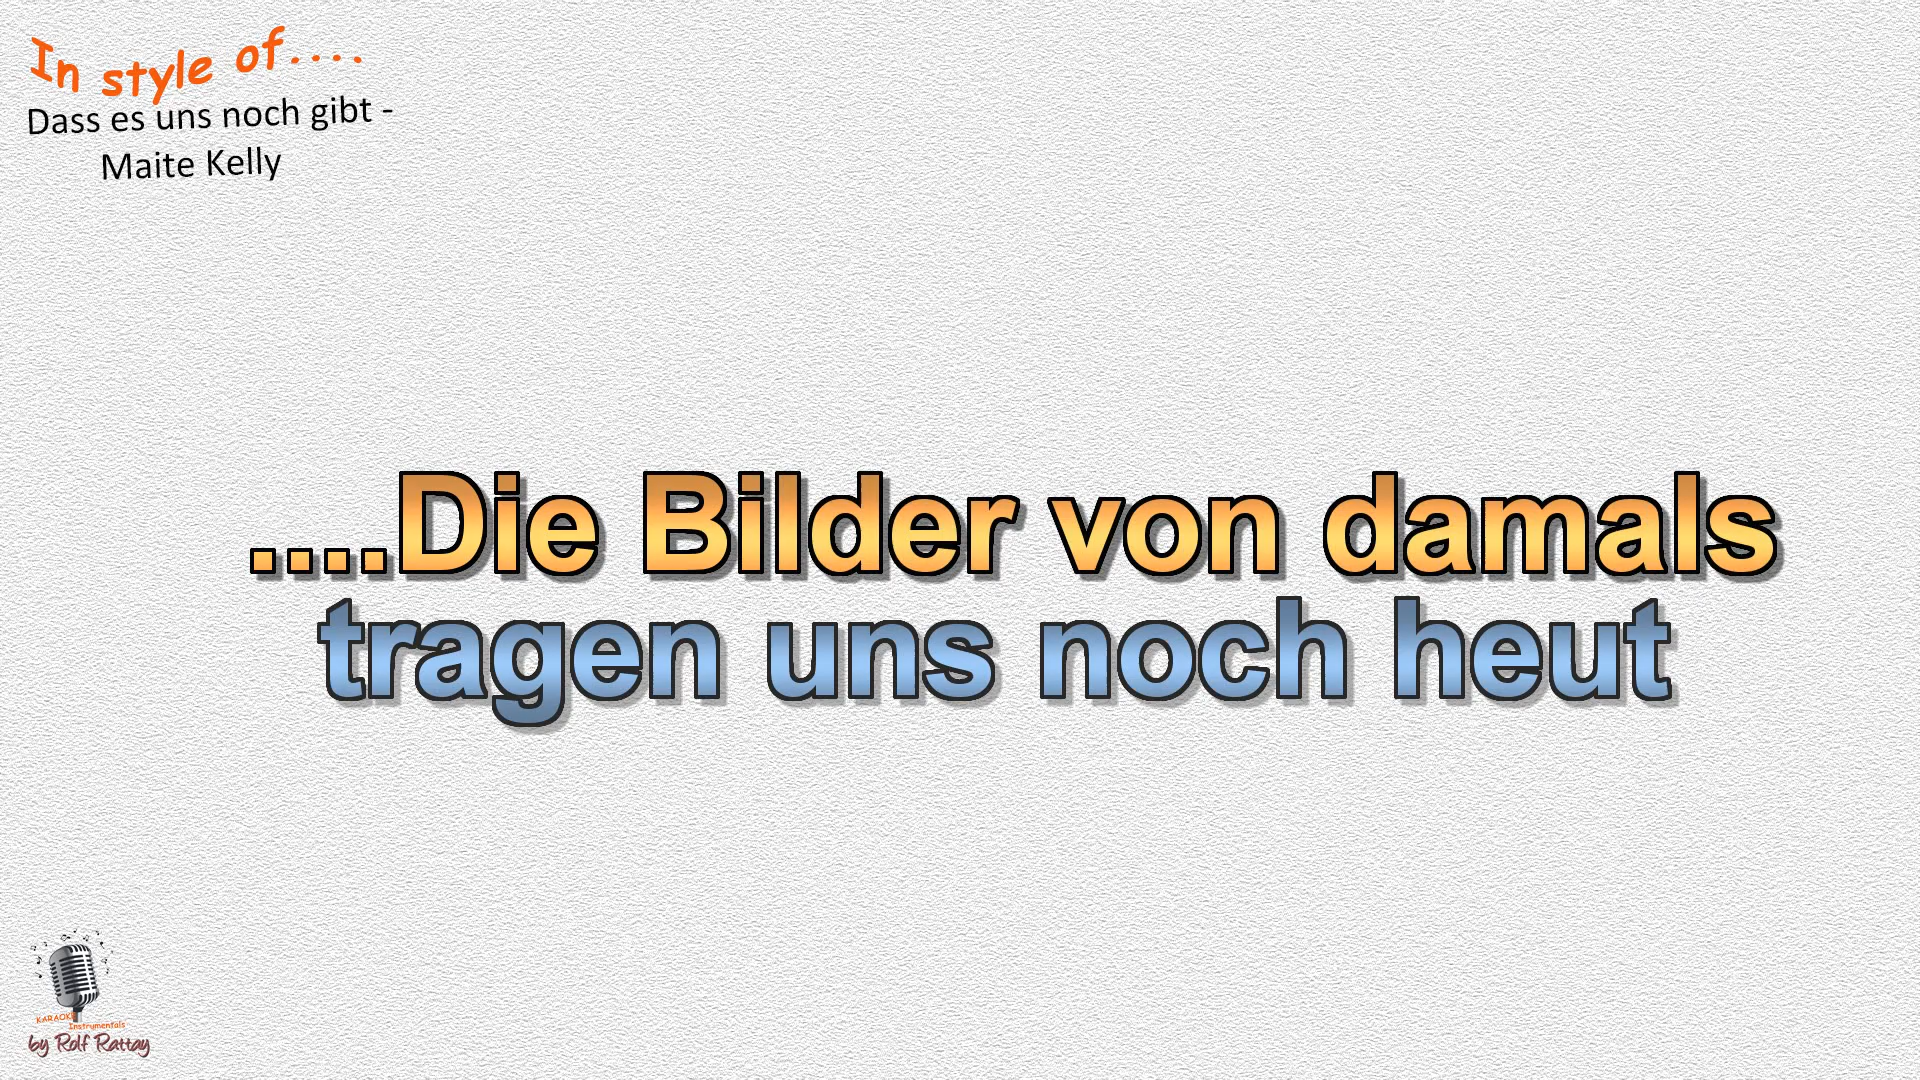 In style of....
Dass es uns noch gibt -
Maite Kelly
....Die Bilder von damals
tragen uns noch heut
KARAOKE
Instrumentals
by Rolf Rattay